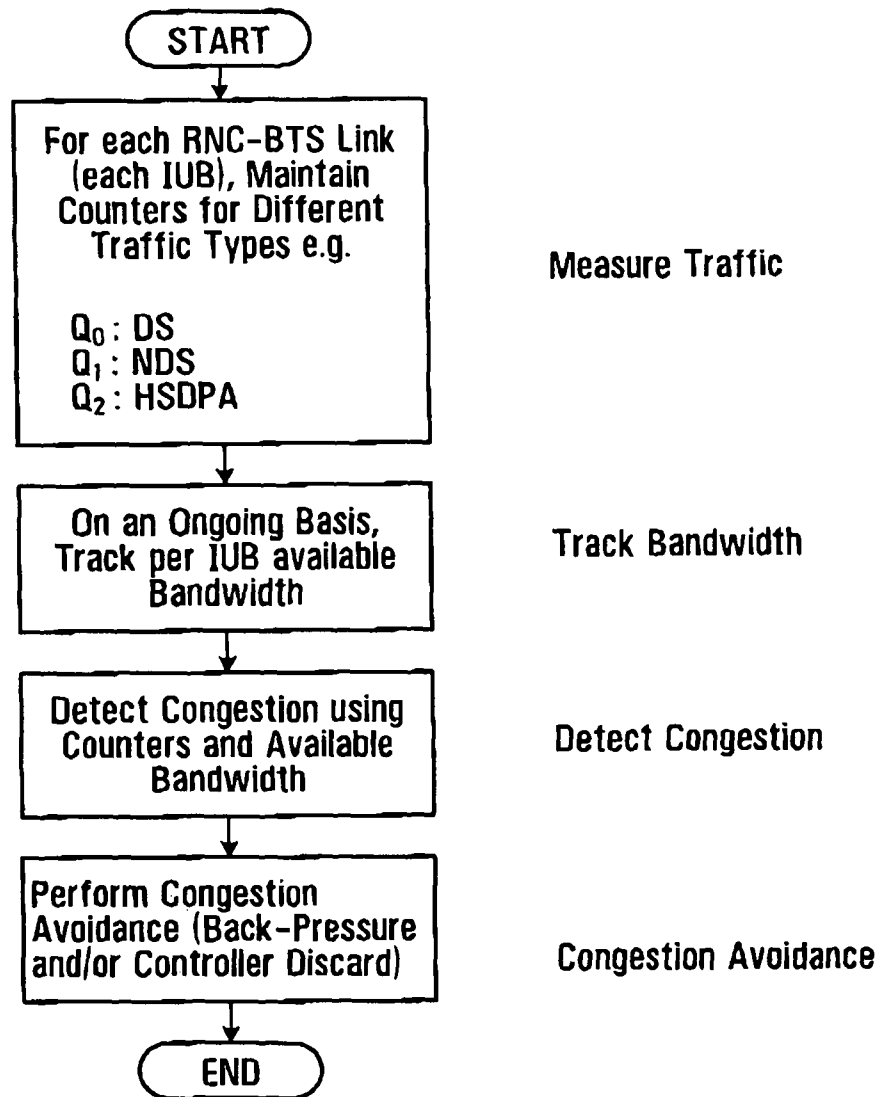 START
For each RNC-BTS Link
(each IUB), Maintain
Counters for Different
Traffic Types e.g.
Q₀ : DS
Q₁ : NDS
Q₂ : HSDPA
Measure Traffic
On an Ongoing Basis,
Track per IUB available
Bandwidth
Track Bandwidth
Detect Congestion using
Counters and Available
Bandwidth
Detect Congestion
Perform Congestion
Avoidance (Back-Pressure
and/or Controller Discard)
Congestion Avoidance
END